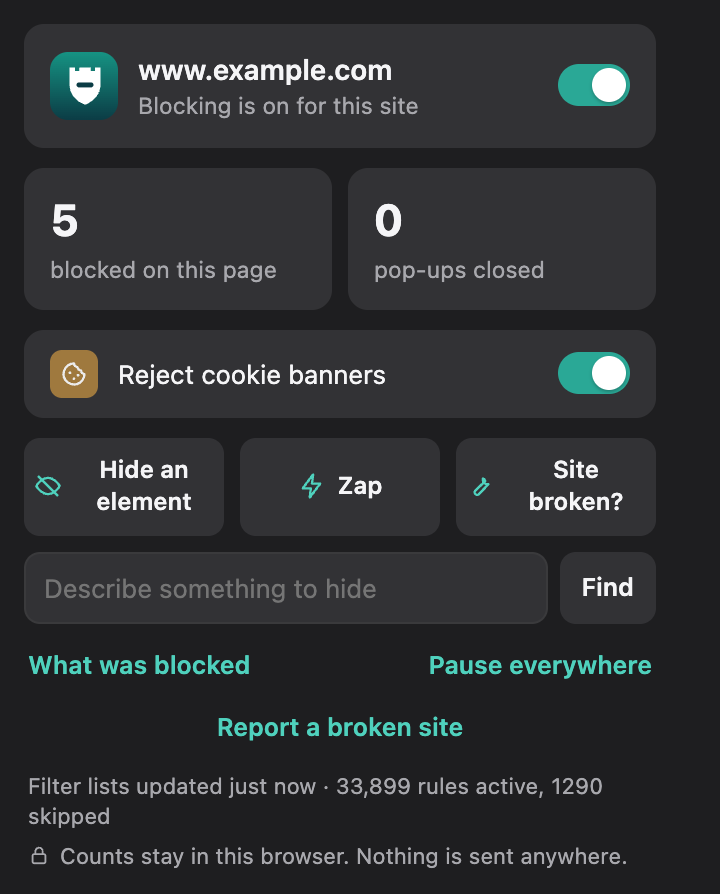 www.example.com
Blocking is on for this site
5
blocked on this page
0
pop-ups closed
Reject cookie banners
Hide an
element
Zap
Site
broken?
Describe something to hide
Find
What was blocked
Pause everywhere
Report a broken site
Filter lists updated just now · 33,899 rules active, 1290
skipped
Counts stay in this browser. Nothing is sent anywhere.